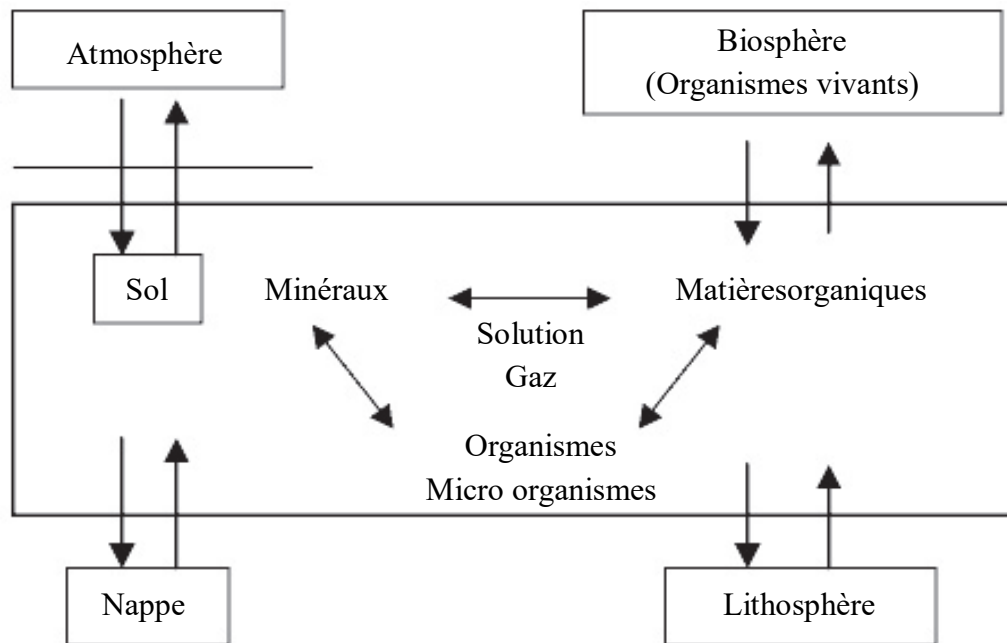 Atmosphère
Biosphère
(Organismes vivants)
Sol
Minéraux
Matièresorganiques
Solution
Gaz
Organismes
Micro organismes
Nappe
Lithosphère